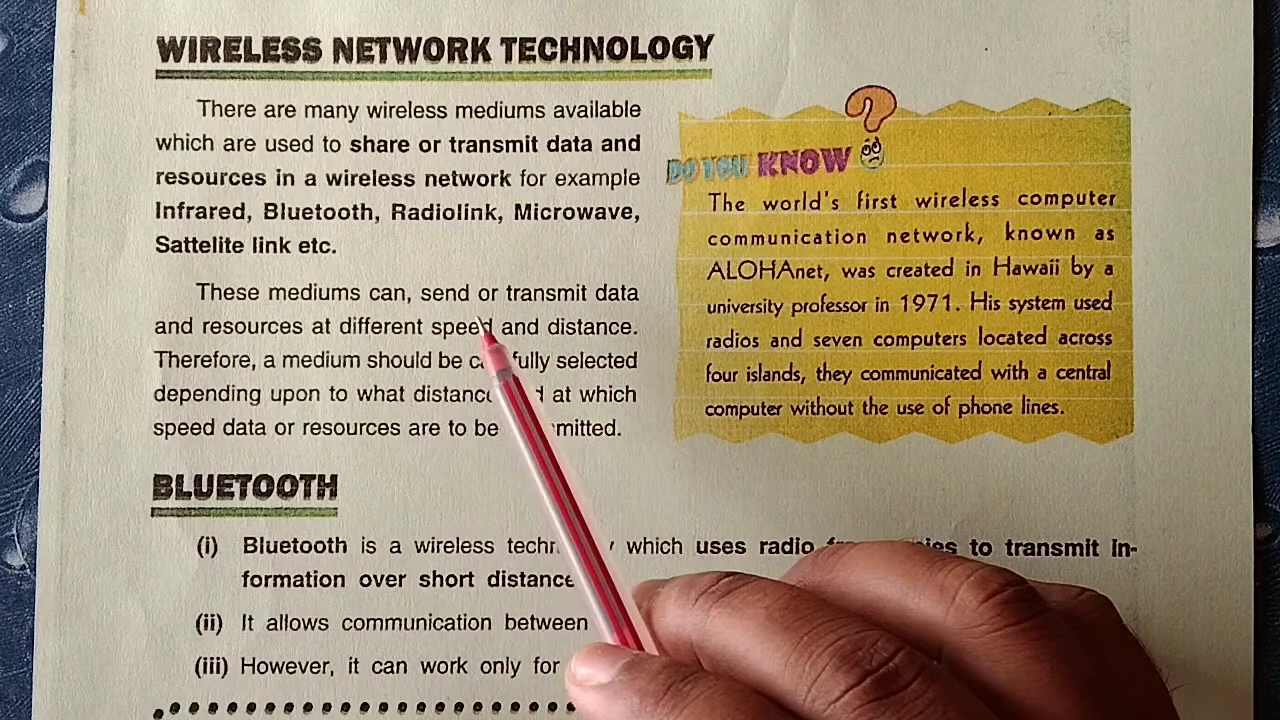 WIRELESS NETWORK TECHNOLOGY
There are many wireless mediums available
which are used to share or transmit data and
resources in a wireless network for example
Infrared, Bluetooth, Radiolink, Microwave,
Sattelite link etc.
These mediums can, send or transmit data
and resources at different speed and distance.
Therefore, a medium should be fully selected
depending upon to what distance at which
speed data or resources are to be mitted.
DO YOU KNOW ?
The world's first wireless computer
communication network, known as
ALOHAnet, was created in Hawaii by a
university professor in 1971. His system used
radios and seven computers located across
four islands, they communicated with a central
computer without the use of phone lines.
BLUETOOTH
(i) Bluetooth is a wireless which uses radio to transmit in-
formation over short distance
(ii) It allows communication between
(iii) However, it can work only for